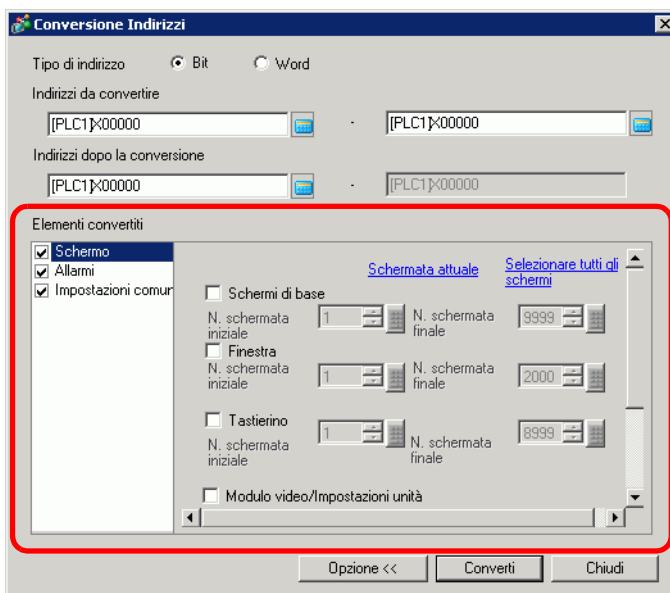 Conversione Indirizzi
Tipo di indirizzo Bit Word
Indirizzi da convertire
[PLC1]X00000 - [PLC1]X00000
Indirizzi dopo la conversione
[PLC1]X00000 - [PLC1]X00000
Elementi convertiti
Schermo
Allarmi
Impostazioni comur
Schermata attuale
Selezionare tutti gli
schermi
Schermi di base
N. schermata
iniziale
1
N. schermata
finale
9999
Finestra
N. schermata
iniziale
1
N. schermata
finale
2000
Tastierino
N. schermata
iniziale
1
N. schermata
finale
8999
Modulo video/Impostazioni unità
Opzione << Converti Chiudi